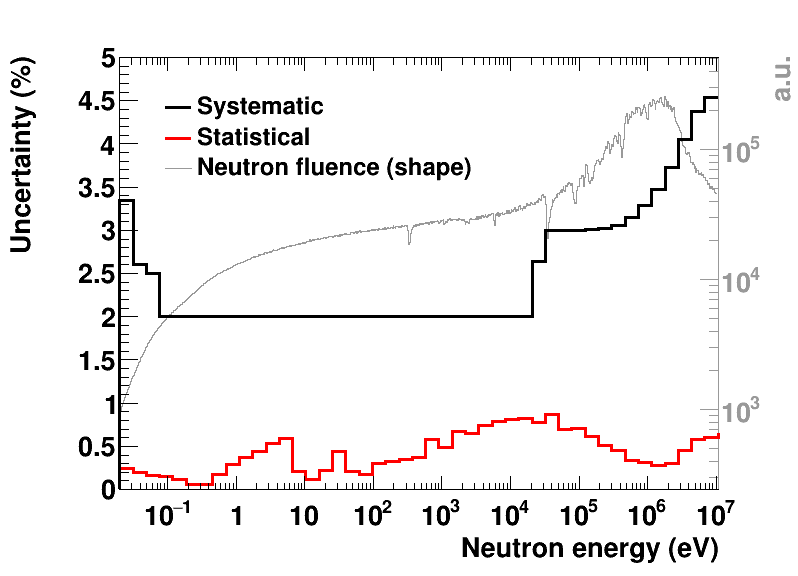 Uncertainty (%)
a.u.
5
4.5
4
3.5
3
2.5
2
1.5
1
0.5
0
Systematic
Statistical
Neutron fluence (shape)
10⁵
10⁴
10³
10⁻¹ 1 10 10² 10³ 10⁴ 10⁵ 10⁶ 10⁷
Neutron energy (eV)